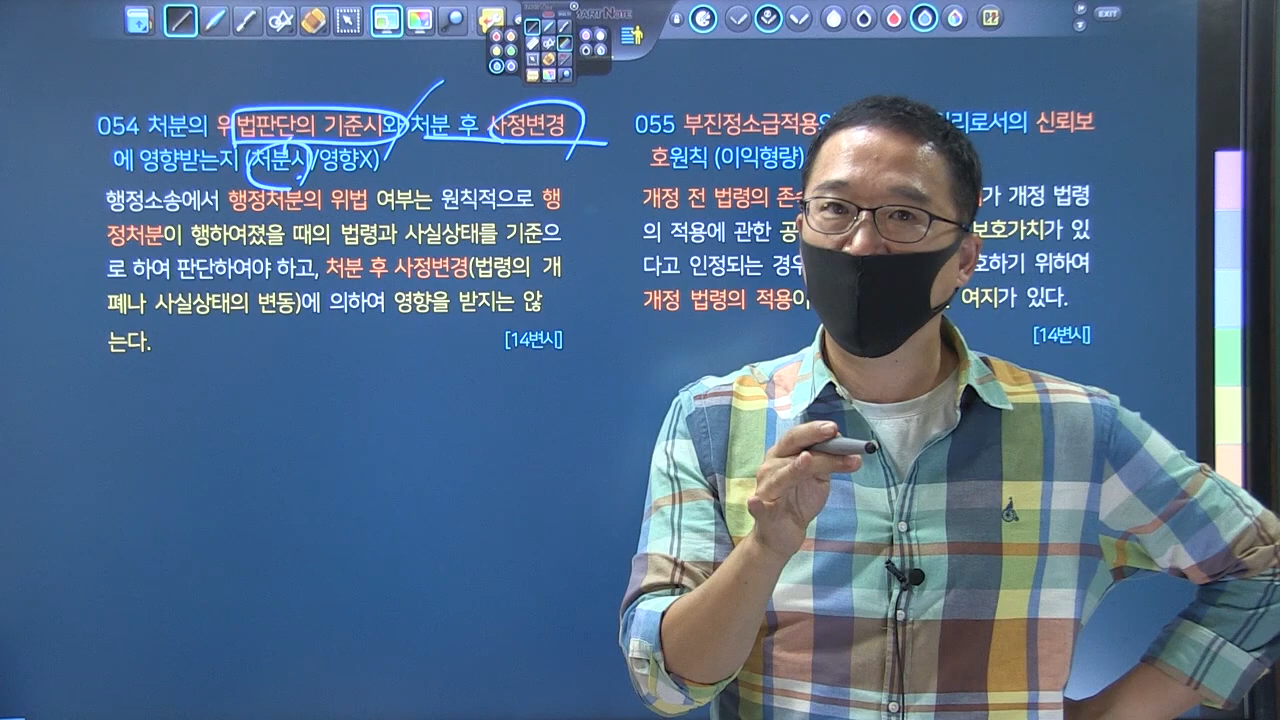 MART NOTE
EXIT
054 처분의 위법판단의 기준시와 처분 후 사정변경
에 영향받는지 (처분시/영향X)
행정소송에서 행정처분의 위법 여부는 원칙적으로 행
정처분이 행하여졌을 때의 법령과 사실상태를 기준으
로 하여 판단하여야 하고, 처분 후 사정변경(법령의 개
폐나 사실상태의 변동)에 의하여 영향을 받지는 않
는다.
[14변시]
055 부진정소급적용 리로서의 신뢰보
호원칙 (이익형량)
개정 전 법령의 존 가 개정 법령
의 적용에 관한 공 보호가치가 있
다고 인정되는 경우 호하기 위하여
개정 법령의 적용이 여지가 있다.
[14변시]